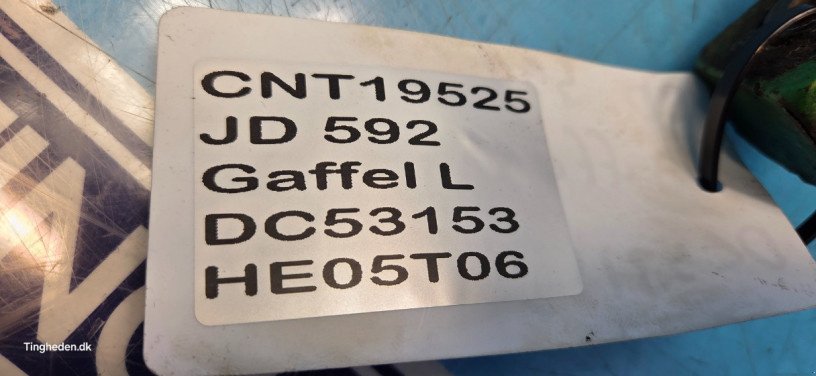 CNT19525
JD 592
Gaffel L
DC53153
HE05T06
Tingheden.dk